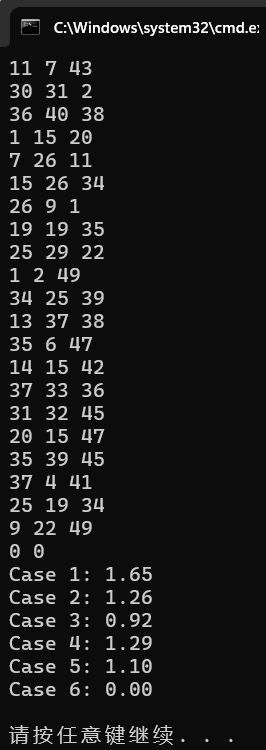 C:\Windows\system32\cmd.ex
11 7 43
30 31 2
36 40 38
1 15 20
7 26 11
15 26 34
26 9 1
19 19 35
25 29 22
1 2 49
34 25 39
13 37 38
35 6 47
14 15 42
37 33 36
31 32 45
20 15 47
35 39 45
37 4 41
25 19 34
9 22 49
0 0
Case 1: 1.65
Case 2: 1.26
Case 3: 0.92
Case 4: 1.29
Case 5: 1.10
Case 6: 0.00
请按任意键继续. . .